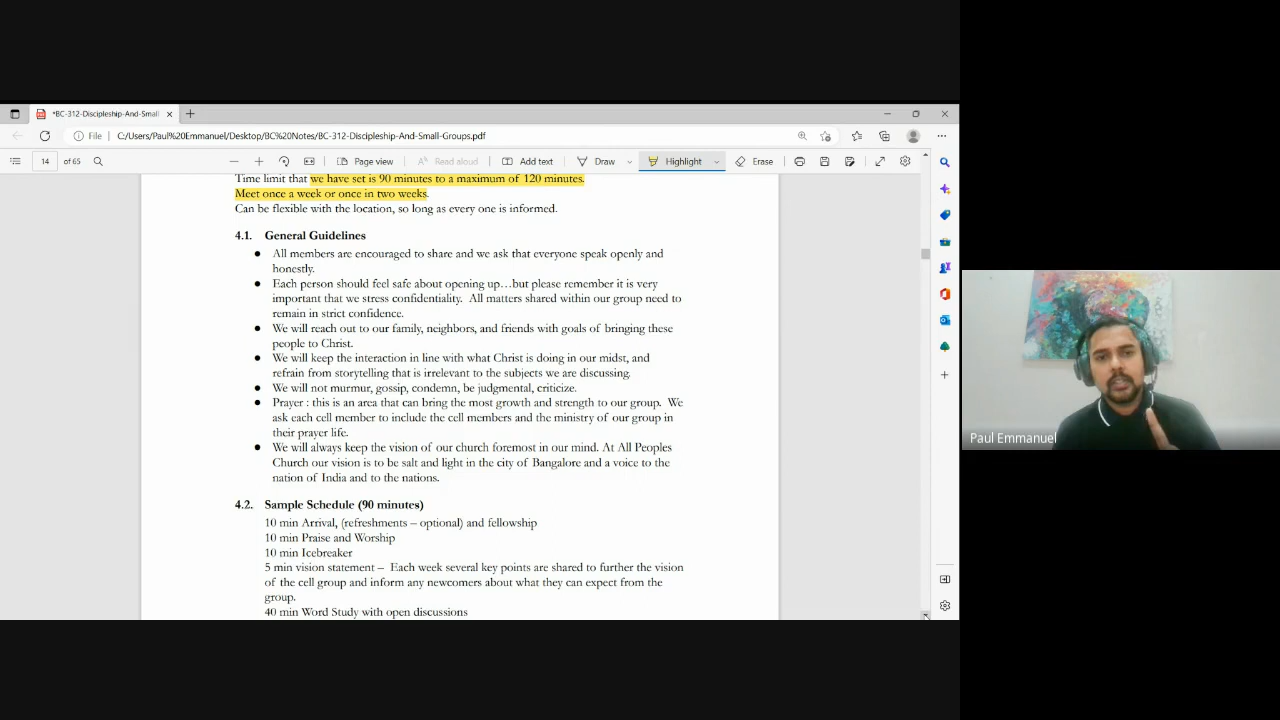 *BC-312-Discipleship-And-Small
File
C:/Users/Paul%20Emmanuel/Desktop/BC%20Notes/BC-312-Discipleship-And-Small-Groups.pdf
14 of 65
Page view
Read aloud
Add text
Draw
Highlight
Erase
Time limit that we have set is 90 minutes to a maximum of 120 minutes.
Meet once a week or once in two weeks.
Can be flexible with the location, so long as every one is informed.
4.1. General Guidelines
● All members are encouraged to share and we ask that everyone speak openly and
honestly.
● Each person should feel safe about opening up…but please remember it is very
important that we stress confidentiality. All matters shared within our group need to
remain in strict confidence.
● We will reach out to our family, neighbors, and friends with goals of bringing these
people to Christ.
● We will keep the interaction in line with what Christ is doing in our midst, and
refrain from storytelling that is irrelevant to the subjects we are discussing.
● We will not murmur, gossip, condemn, be judgmental, criticize.
● Prayer : this is an area that can bring the most growth and strength to our group. We
ask each cell member to include the cell members and the ministry of our group in
their prayer life.
● We will always keep the vision of our church foremost in our mind. At All Peoples
Church our vision is to be salt and light in the city of Bangalore and a voice to the
nation of India and to the nations.
4.2. Sample Schedule (90 minutes)
10 min Arrival, (refreshments – optional) and fellowship
10 min Praise and Worship
10 min Icebreaker
5 min vision statement – Each week several key points are shared to further the vision
of the cell group and inform any newcomers about what they can expect from the
group.
40 min Word Study with open discussions
Paul Emmanuel